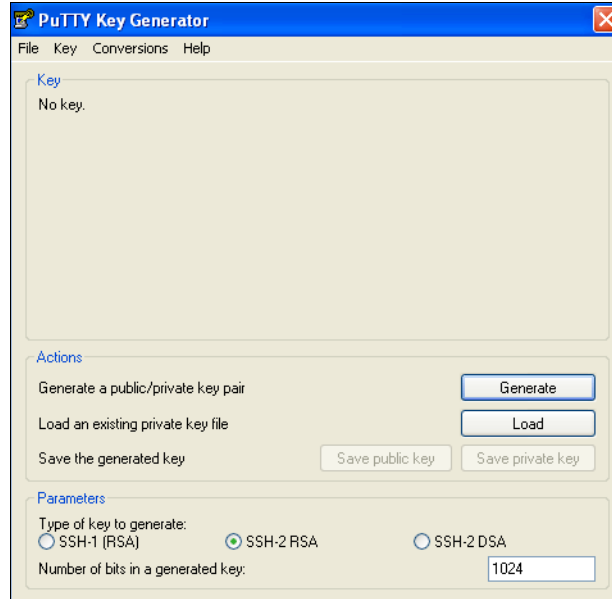 PuTTY Key Generator
File Key Conversions Help
Key
No key.
Actions
Generate a public/private key pair Generate
Load an existing private key file Load
Save the generated key Save public key Save private key
Parameters
Type of key to generate:
SSH-1 (RSA) SSH-2 RSA SSH-2 DSA
Number of bits in a generated key: 1024